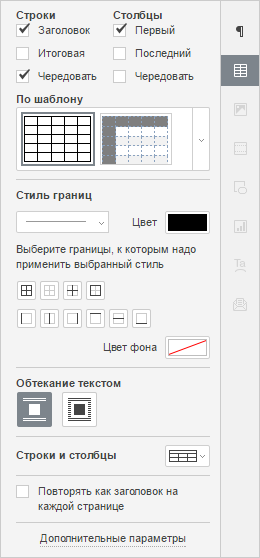 Строки Столбцы
Заголовок Первый
Итоговая Последний
Чередовать Чередовать
По шаблону
Стиль границ
Цвет
Выберите границы, к которым надо
применить выбранный стиль
Цвет фона
Обтекание текстом
Строки и столбцы
Повторять как заголовок на
каждой странице
Дополнительные параметры
Ta